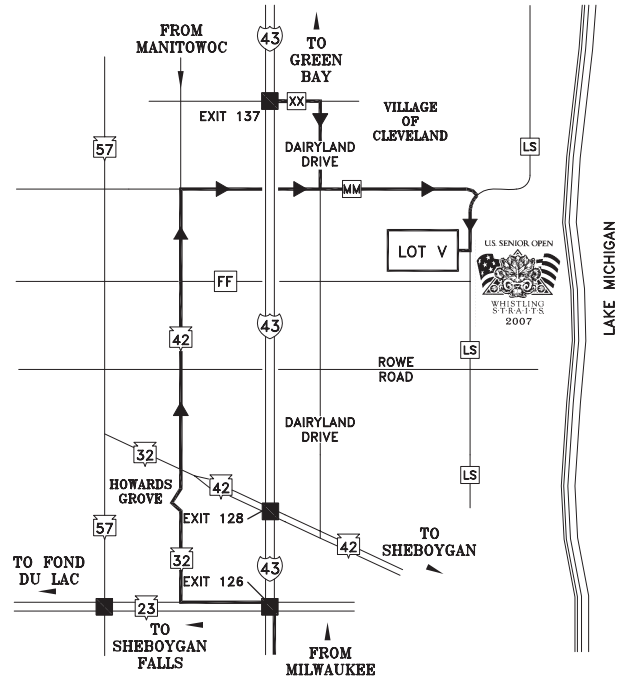 FROM
MANITOWOC
43
TO
GREEN
BAY
EXIT 137
XX
VILLAGE
OF
CLEVELAND
57
DAIRYLAND
DRIVE
LS
MM
LOT V
U.S. SENIOR OPEN
WHISTLING
S·T·R·A·I·T·S
2007
LAKE MICHIGAN
FF
43
42
LS
ROWE
ROAD
DAIRYLAND
DRIVE
32
LS
HOWARDS
GROVE
42
EXIT 128
57
42
TO
SHEBOYGAN
32
43
TO FOND
DU LAC
EXIT 126
23
TO
SHEBOYGAN
FALLS
FROM
MILWAUKEE